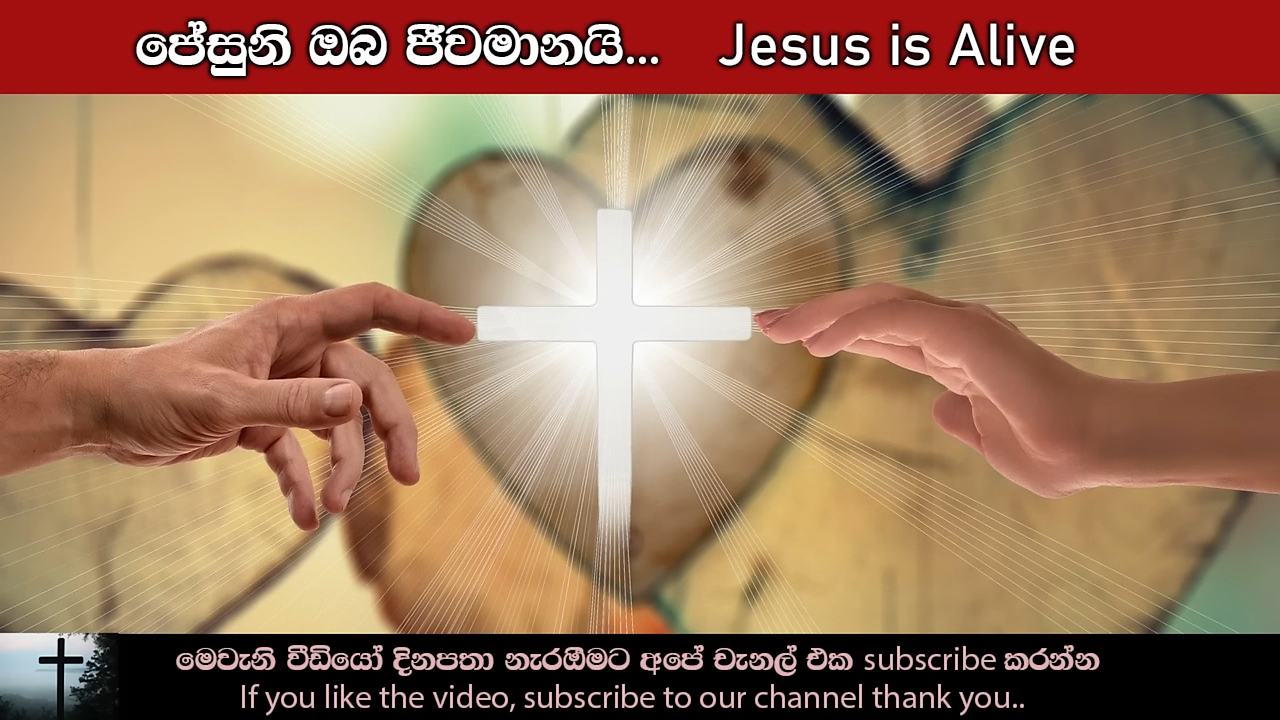 ජේසුනි ඔබ ජීවමානයි... Jesus is Alive
මෙවැනි වීඩියෝ දිනපතා නැරඹීමට අපේ චැනල් එක subscribe කරන්න
If you like the video, subscribe to our channel thank you..